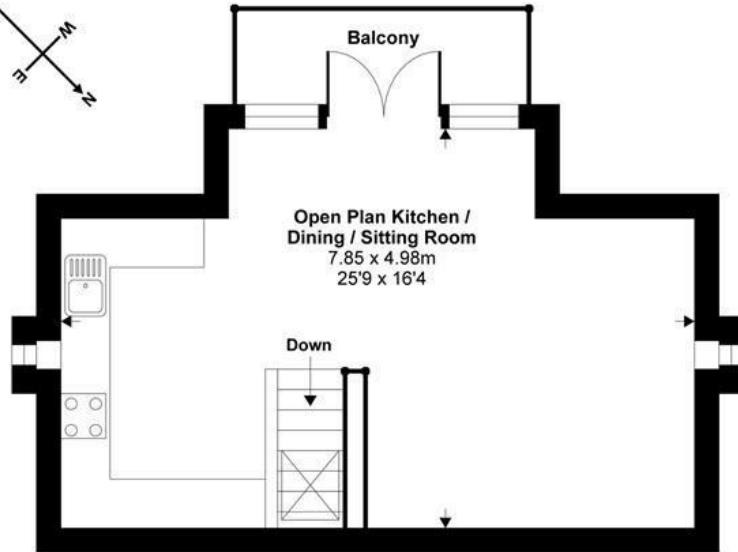 W
E
N
Balcony
Open Plan Kitchen /
Dining / Sitting Room
7.85 x 4.98m
25'9 x 16'4
Down